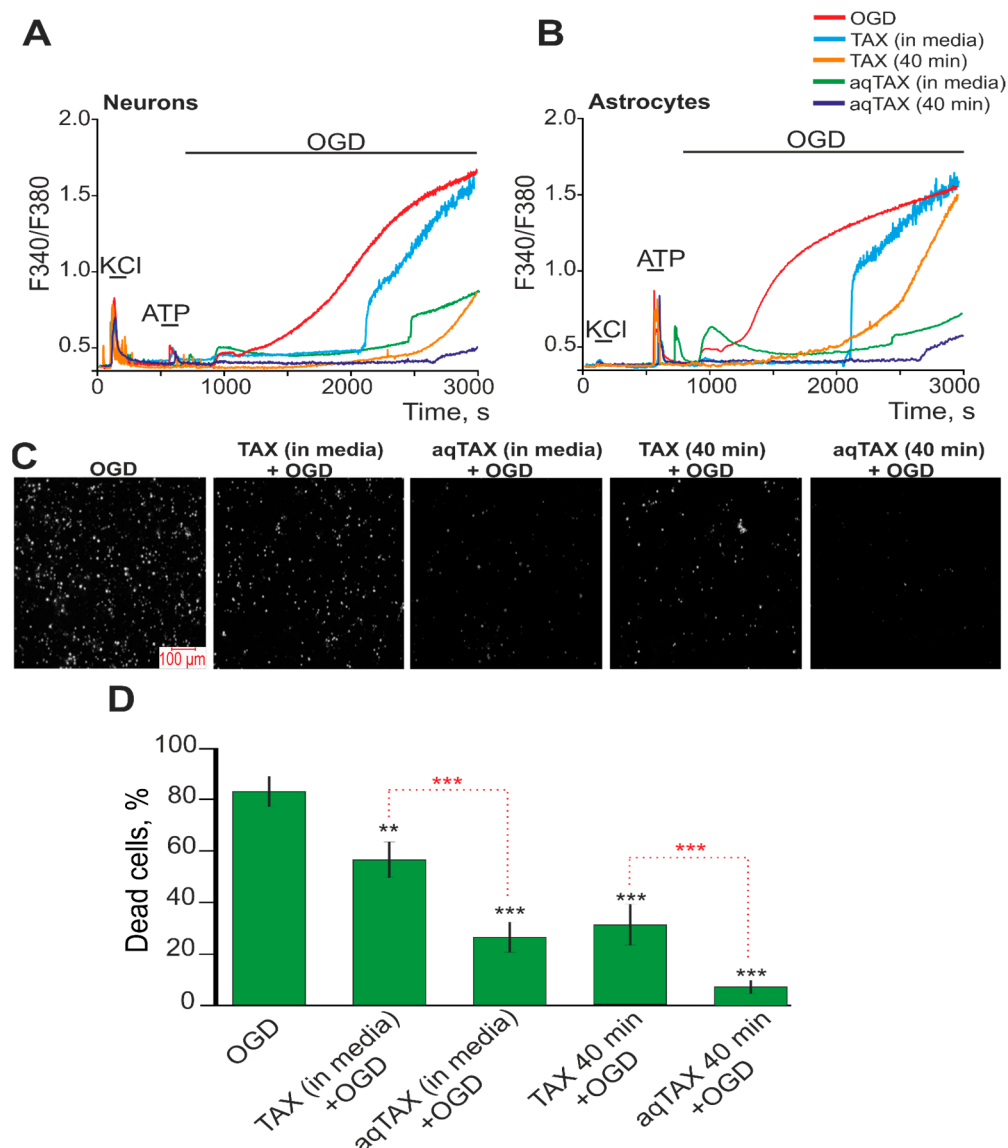 A
B
OGD
TAX (in media)
TAX (40 min)
aqTAX (in media)
aqTAX (40 min)
Neurons
Astrocytes
2.0
1.5
1.0
0.5
F340/F380
OGD
KCl
ATP
0
1000
2000
3000
Time, s
2.0
1.5
1.0
0.5
F340/F380
OGD
ATP
KCl
0
1000
2000
3000
Time, s
C
OGD
TAX (in media)
+ OGD
aqTAX (in media)
+ OGD
TAX (40 min)
+ OGD
aqTAX (40 min)
+ OGD
100 µm
D
Dead cells, %
100
80
60
40
20
0
**
***
***
***
***
***
OGD
TAX (in media)
+OGD
aqTAX (in media)
+OGD
TAX 40 min
+OGD
aqTAX 40 min
+OGD